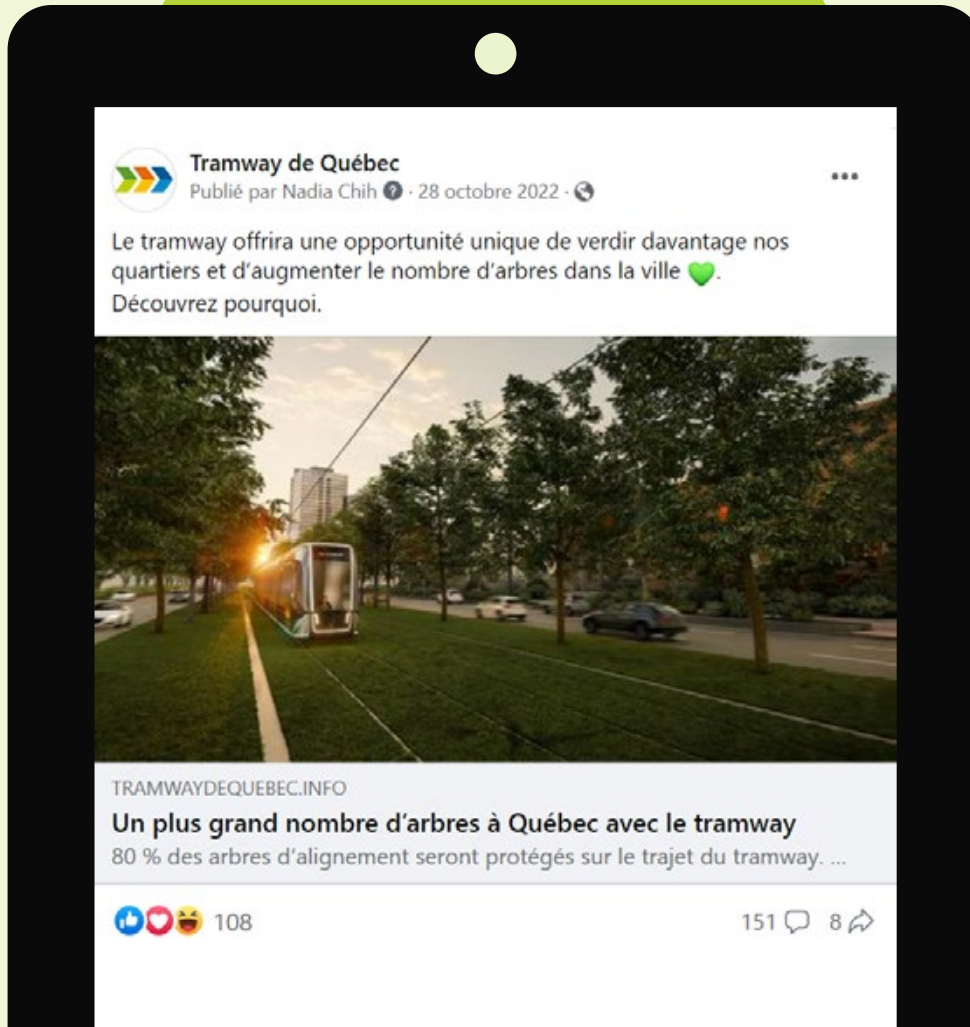 Tramway de Québec
Publié par Nadia Chih · 28 octobre 2022 ·
Le tramway offrira une opportunité unique de verdir davantage nos
quartiers et d'augmenter le nombre d'arbres dans la ville 💚.
Découvrez pourquoi.
TRAMWAYDEQUEBEC.INFO
Un plus grand nombre d'arbres à Québec avec le tramway
80 % des arbres d'alignement seront protégés sur le trajet du tramway. ...
108 151 8